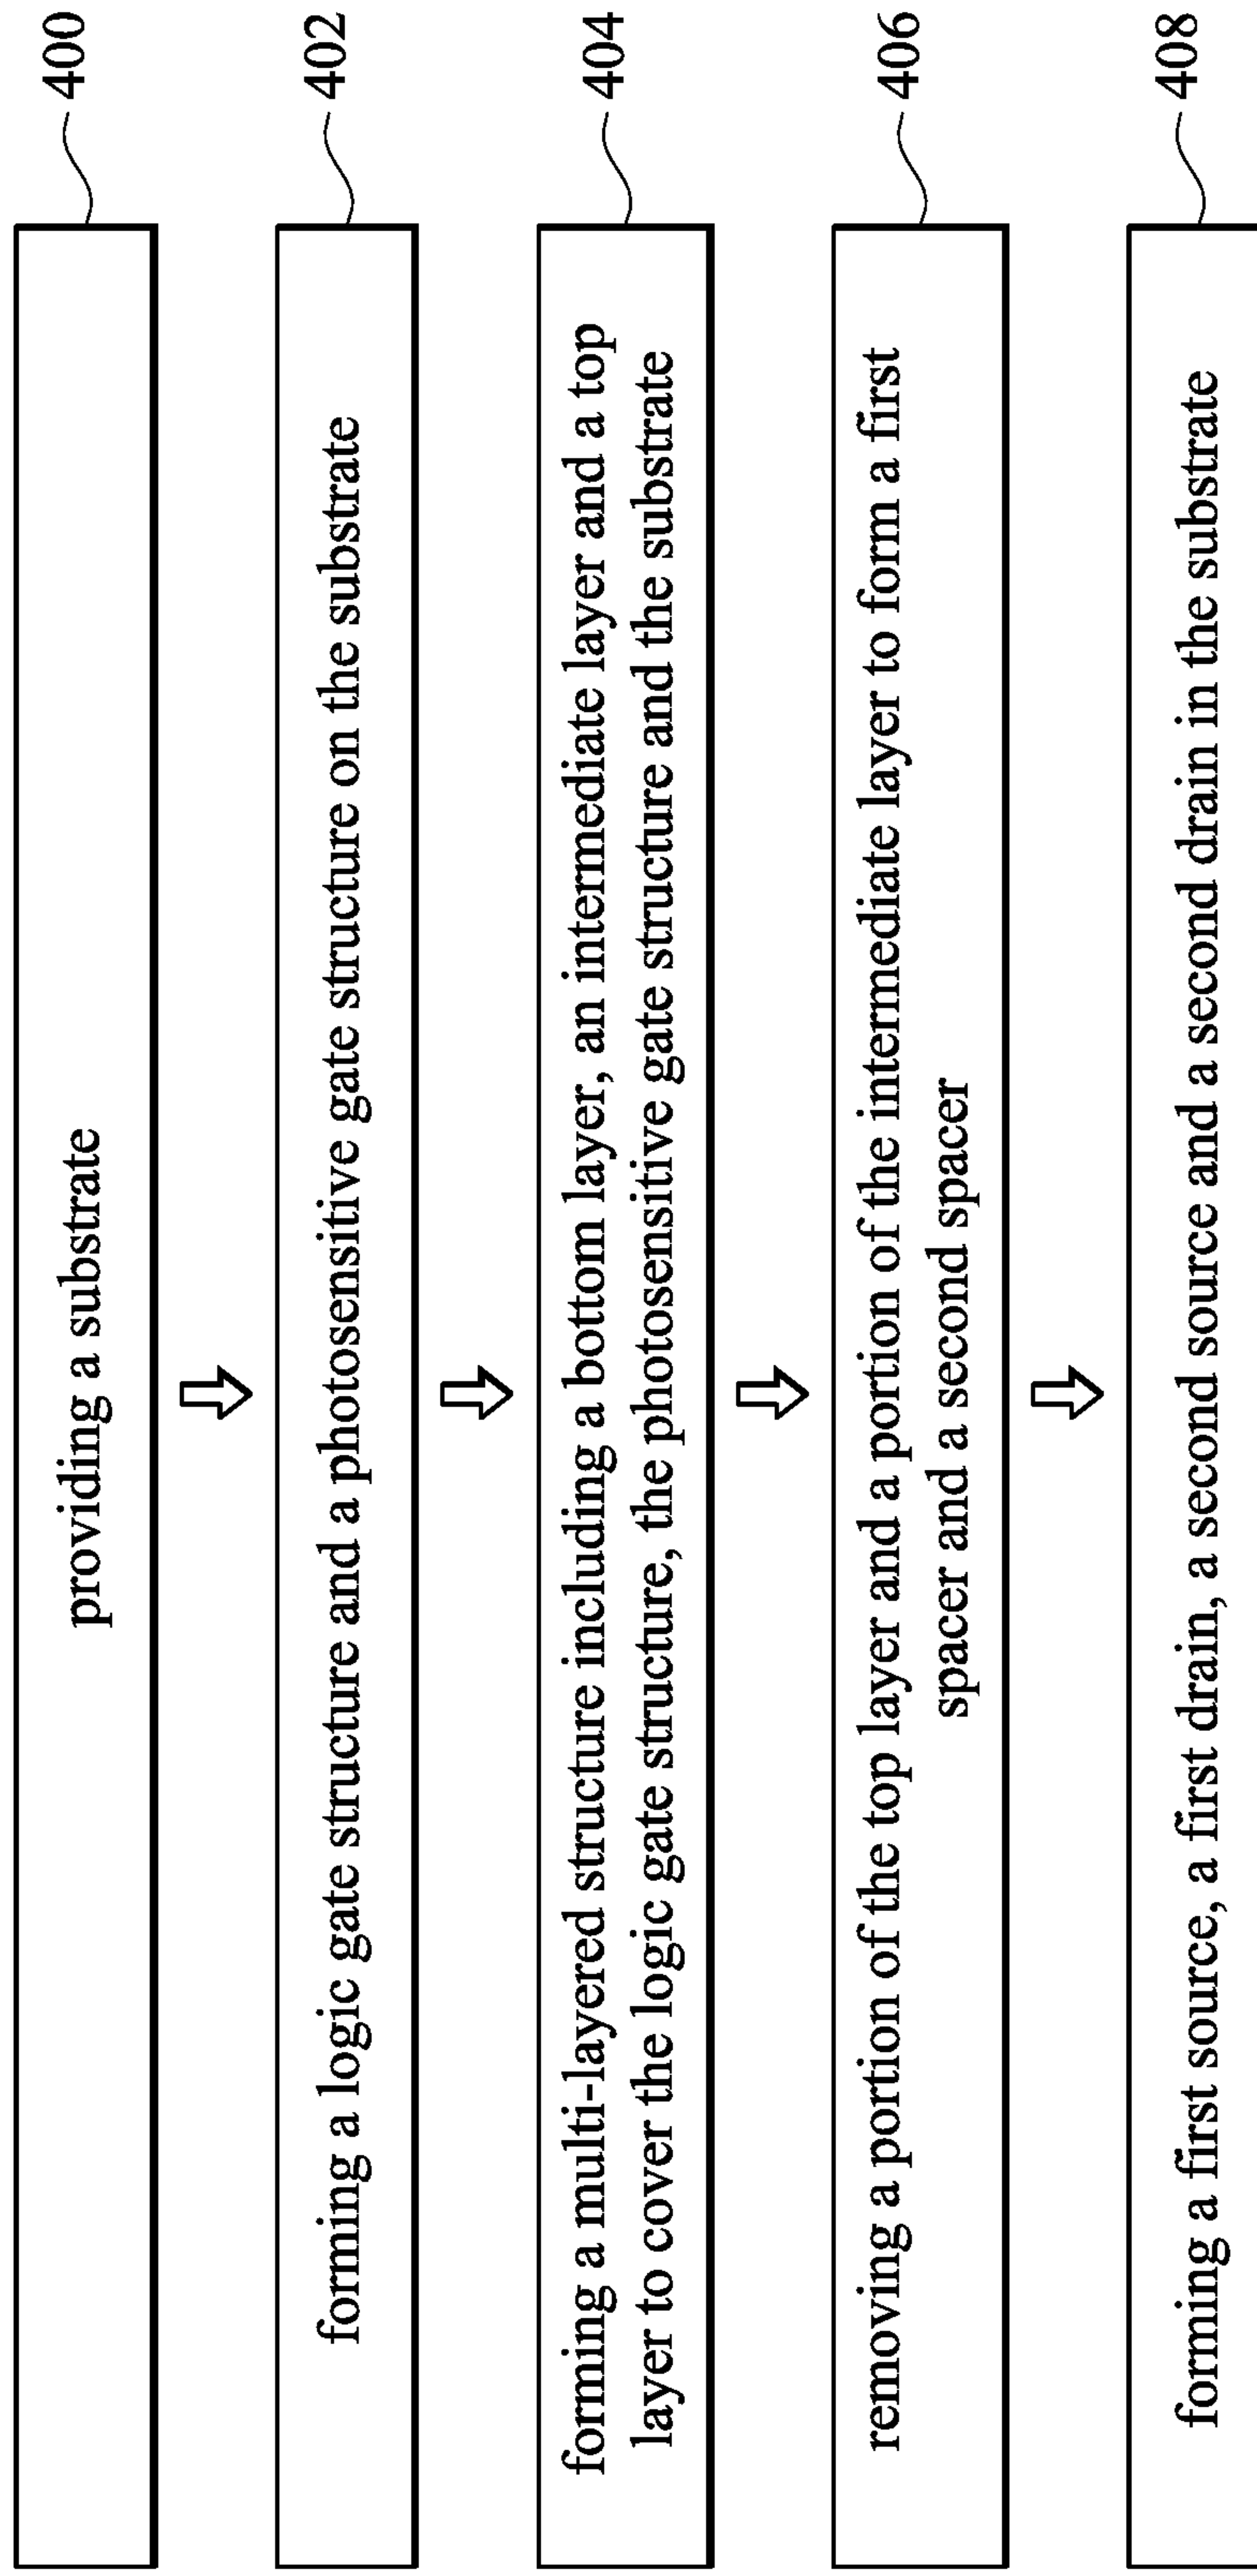 providing a substrate
400
forming a logic gate structure and a photosensitive gate structure on the substrate
402
forming a multi-layered structure including a bottom layer, an intermediate layer and a top
layer to cover the logic gate structure, the photosensitive gate structure and the substrate
404
removing a portion of the top layer and a portion of the intermediate layer to form a first
spacer and a second spacer
406
forming a first source, a first drain, a second source and a second drain in the substrate
408